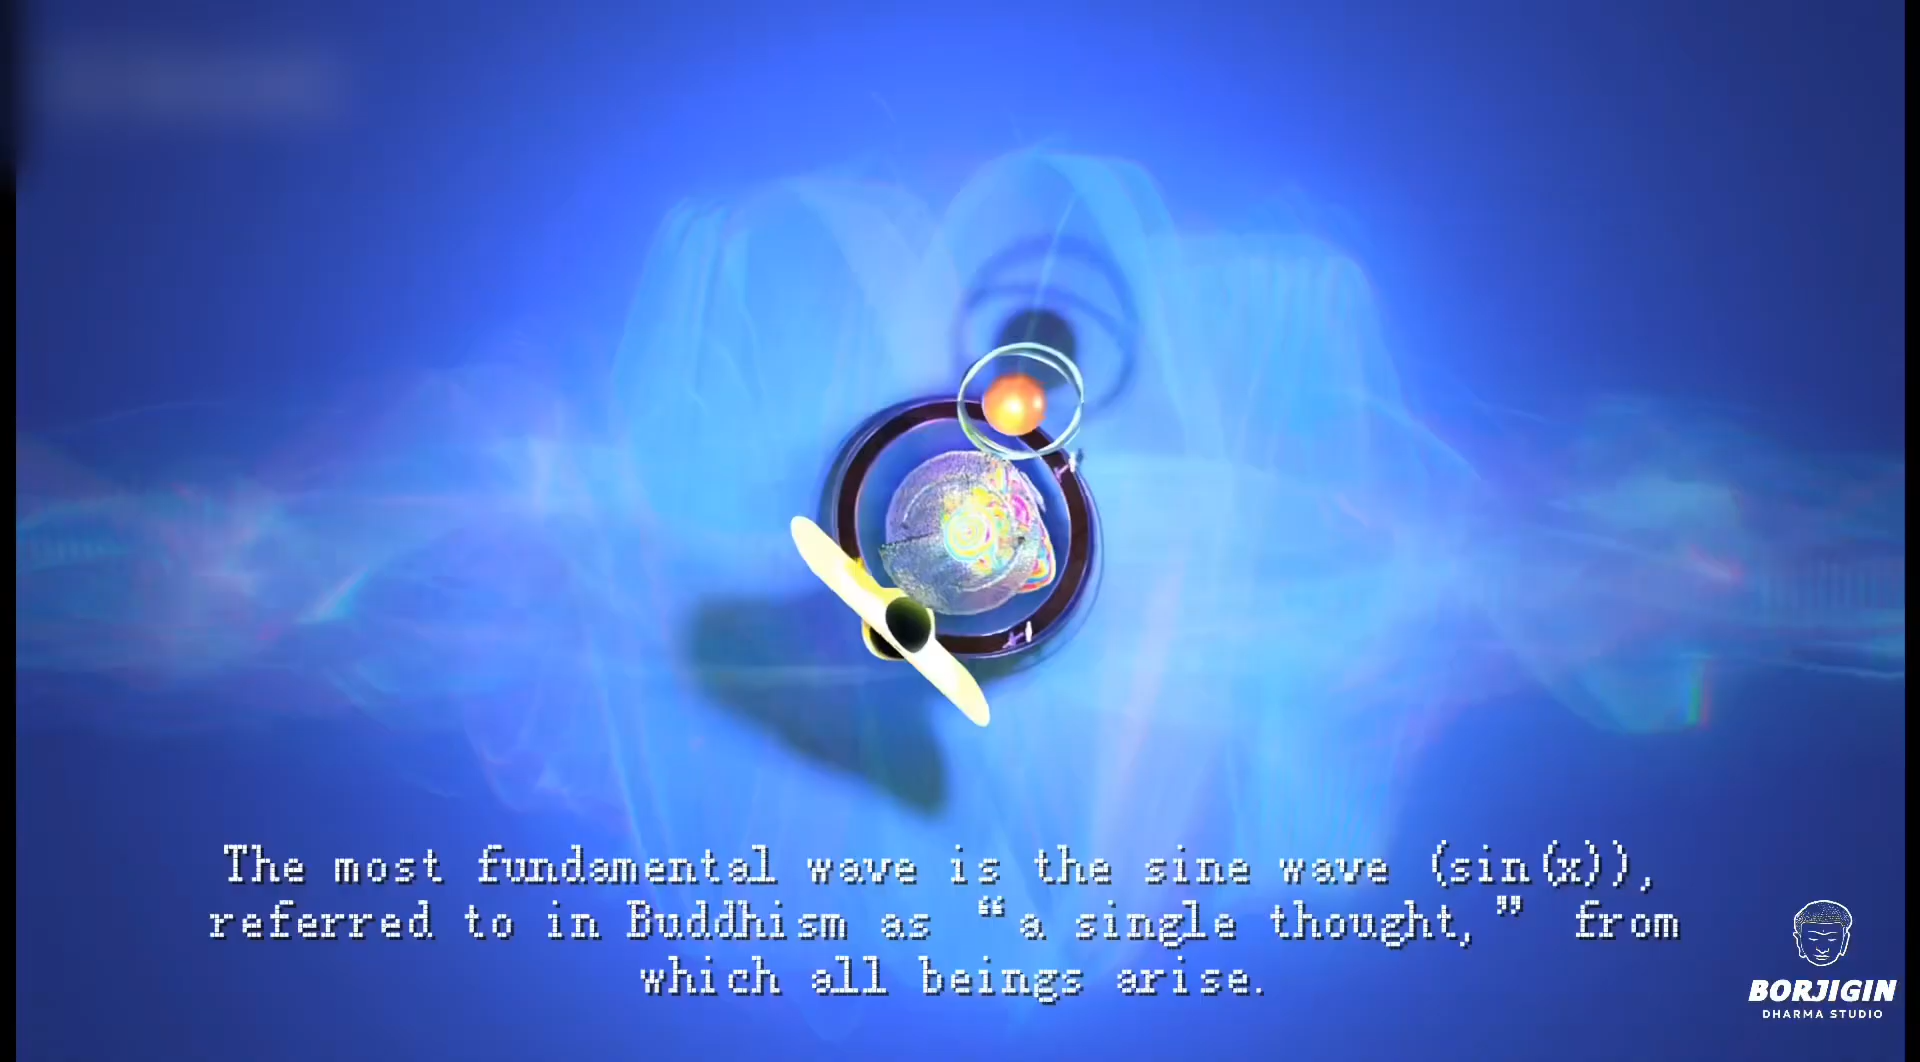 The most fundamental wave is the sine wave (sin(x)),
referred to in Buddhism as “a single thought,” from
which all beings arise.
BORJIGIN
DHARMA STUDIO